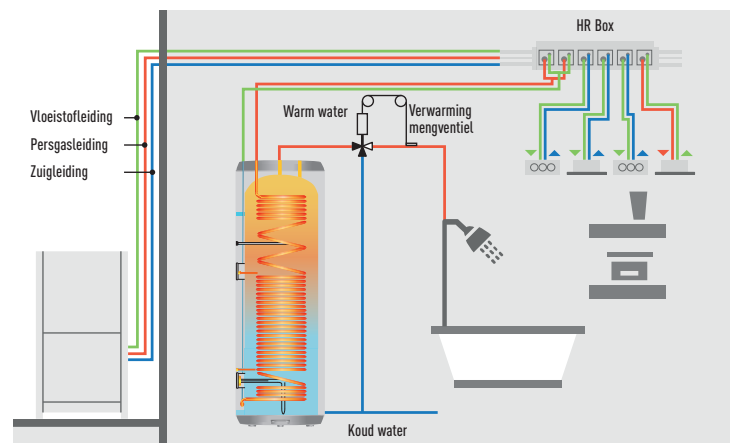 HR Box
Warm water
Verwarming
mengventiel
Vloeistofleiding
Persgasleiding
Zuigleiding
Koud water